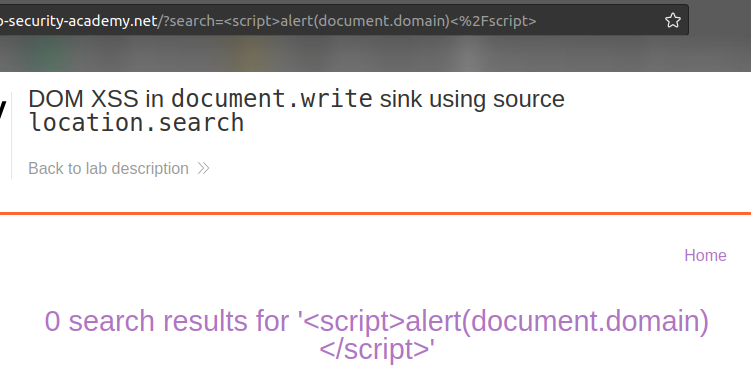 o-security-academy.net/?search=<script>alert(document.domain)<%2Fscript>
DOM XSS in document.write sink using source
location.search
Back to lab description
Home
0 search results for '<script>alert(document.domain)
</script>'